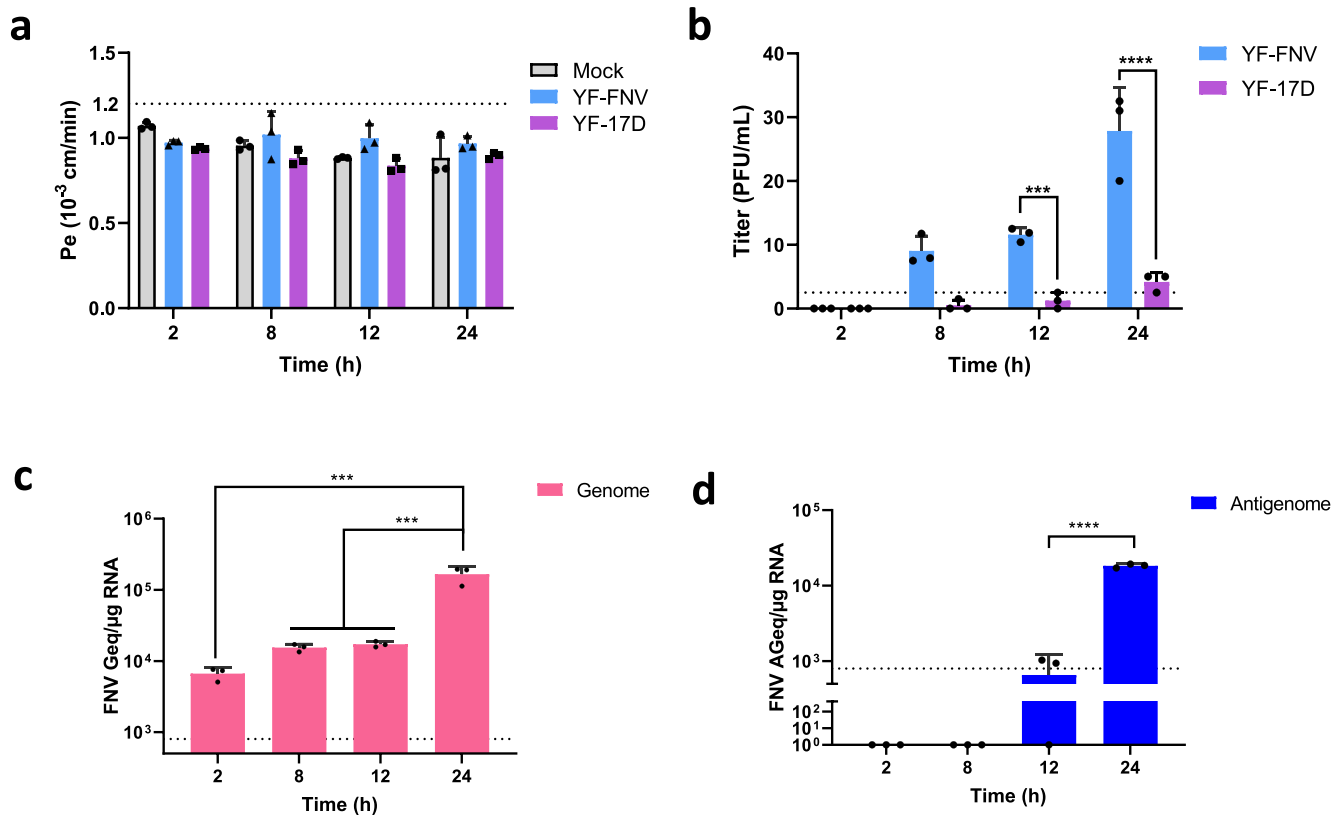 a
Pe (10⁻³ cm/min)
1.5
1.2
1.0
0.5
0.0
2 8 12 24
Time (h)
Mock
YF-FNV
YF-17D
b
Titer (PFU/mL)
40
30
20
10
0
***
****
2 8 12 24
Time (h)
YF-FNV
YF-17D
c
FNV Geq/µg RNA
10⁶
10⁵
10⁴
10³
***
***
2 8 12 24
Time (h)
Genome
d
FNV AGeq/µg RNA
10⁵
10⁴
10³
10²
10¹
10⁰
****
2 8 12 24
Time (h)
Antigenome